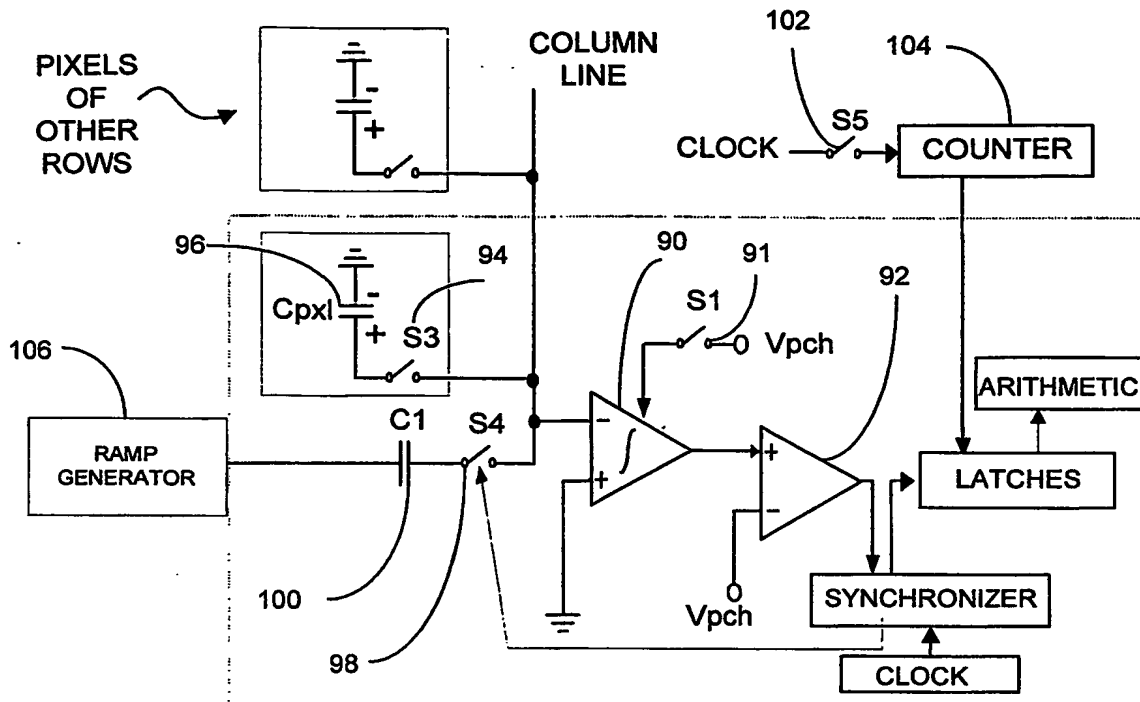 PIXELS
OF
OTHER
ROWS
-
+
COLUMN
LINE
102
104
S5
CLOCK
COUNTER
96
-
Cpxl
+
94
S3
90
91
S1
Vpch
92
106
RAMP
GENERATOR
C1
S4
-
∫
+
+
-
ARITHMETIC
LATCHES
100
98
Vpch
SYNCHRONIZER
CLOCK